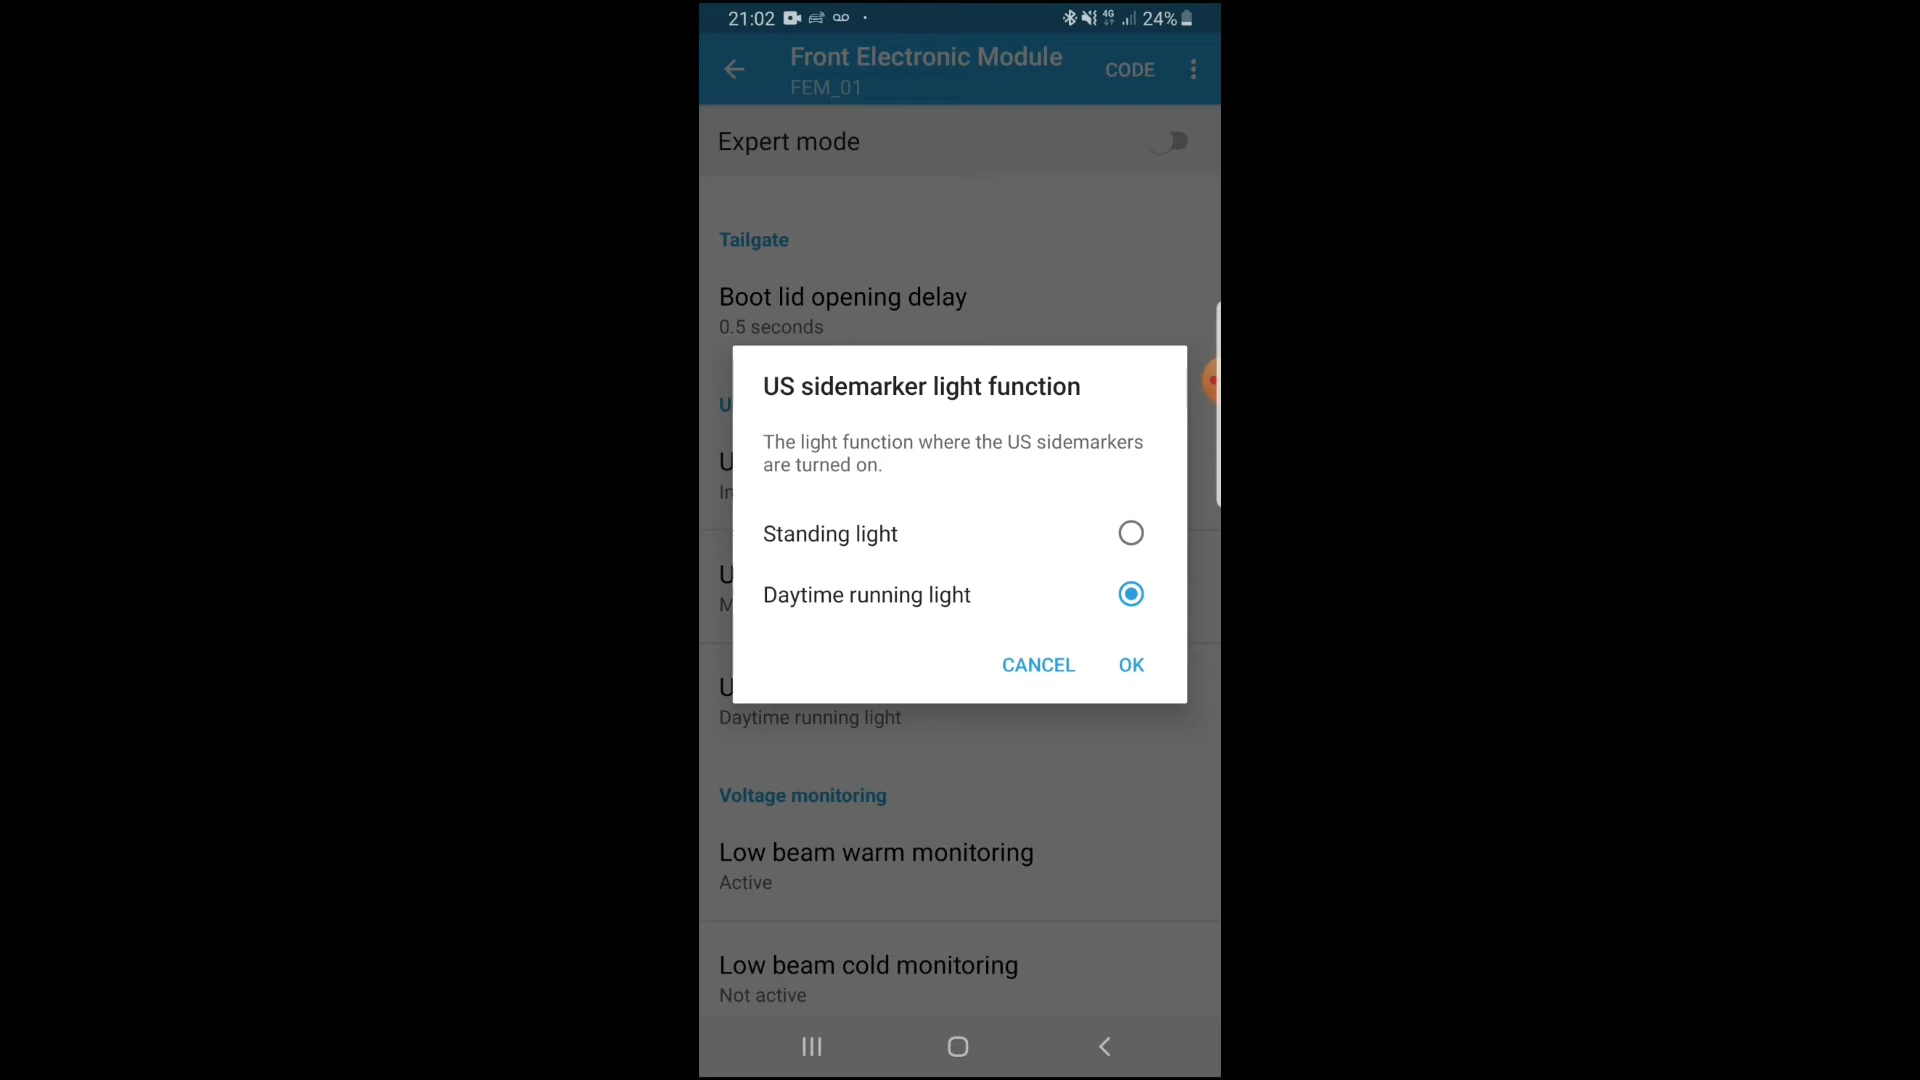 21:02 4G 24%
Front Electronic Module
CODE
FEM_01
Expert mode
Tailgate
Boot lid opening delay
0.5 seconds
US sidemarker light function
The light function where the US sidemarkers
are turned on.
Standing light
Daytime running light
CANCEL OK
Daytime running light
Voltage monitoring
Low beam warm monitoring
Active
Low beam cold monitoring
Not active